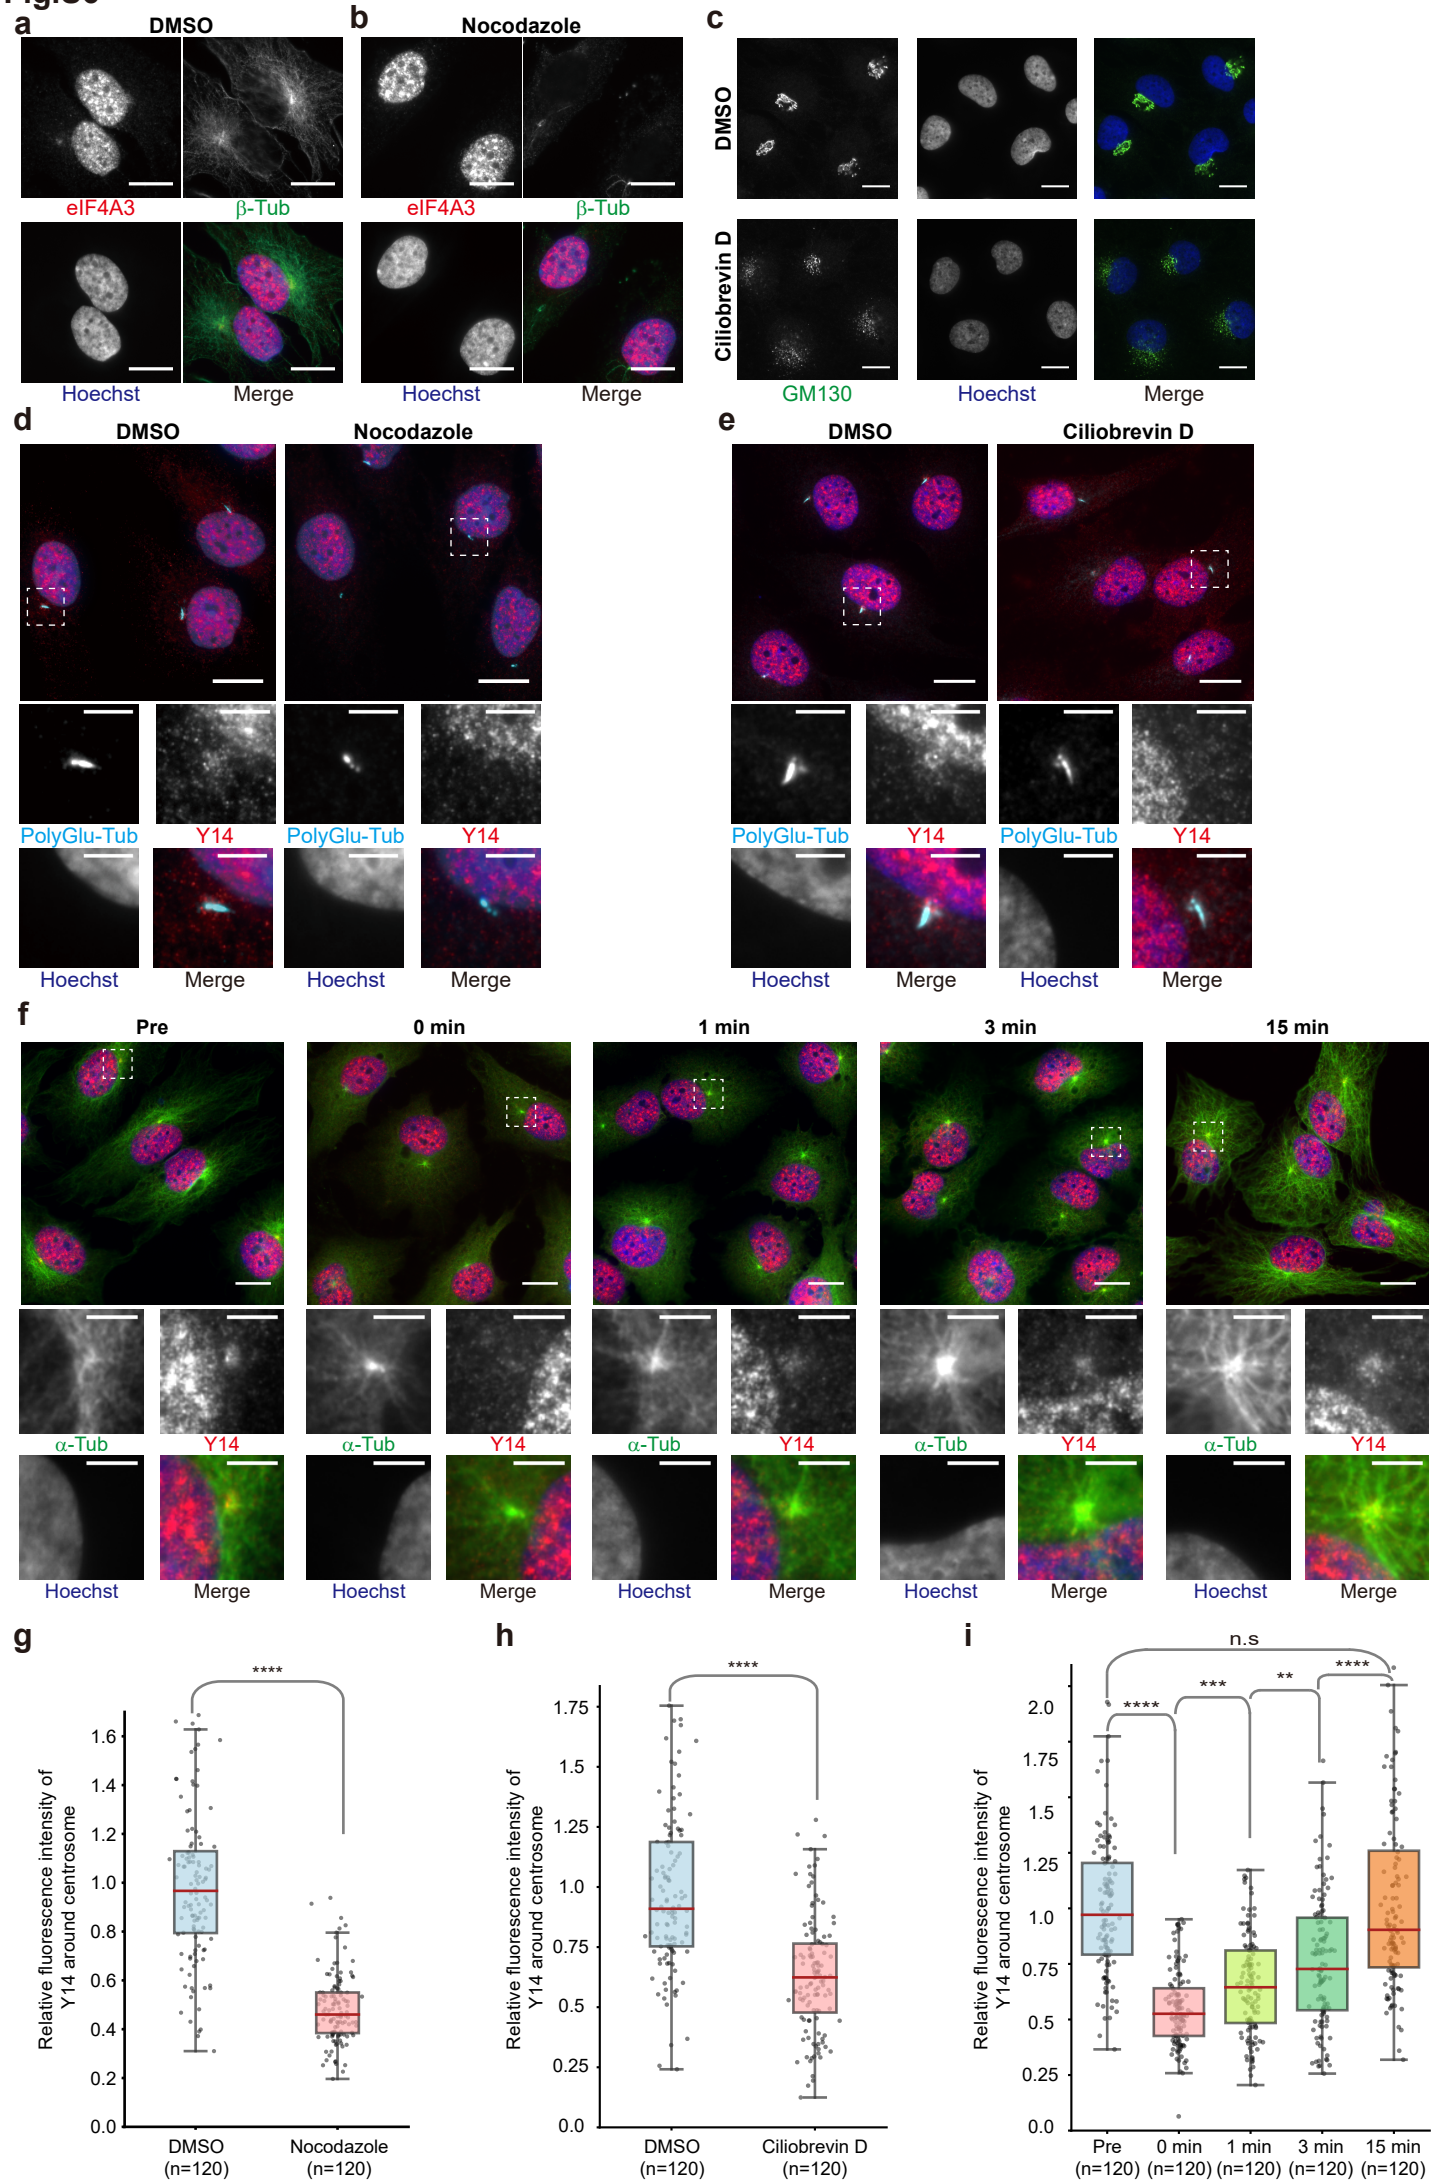 a
DMSO
b
Nocodazole
c
eIF4A3
β-Tub
eIF4A3
β-Tub
Hoechst
Merge
Hoechst
Merge
DMSO
Ciliobrevin D
GM130
Hoechst
Merge
d
DMSO
Nocodazole
PolyGlu-Tub
Y14
PolyGlu-Tub
Y14
Hoechst
Merge
Hoechst
Merge
e
DMSO
Ciliobrevin D
PolyGlu-Tub
Y14
PolyGlu-Tub
Y14
Hoechst
Merge
Hoechst
Merge
f
Pre
0 min
1 min
3 min
15 min
α-Tub
Y14
α-Tub
Y14
α-Tub
Y14
α-Tub
Y14
α-Tub
Y14
Hoechst
Merge
Hoechst
Merge
Hoechst
Merge
Hoechst
Merge
Hoechst
Merge
g
Relative fluorescence intensity of
Y14 around centrosome
****
1.6
1.4
1.2
1.0
0.8
0.6
0.4
0.2
0.0
DMSO
(n=120)
Nocodazole
(n=120)
h
Relative fluorescence intensity of
Y14 around centrosome
****
1.75
1.5
1.25
1.0
0.75
0.5
0.25
0.0
DMSO
(n=120)
Ciliobrevin D
(n=120)
i
Relative fluorescence intensity of
Y14 around centrosome
n.s
****
***
**
****
2.0
1.75
1.5
1.25
1.0
0.75
0.5
0.25
0.0
Pre
(n=120)
0 min
(n=120)
1 min
(n=120)
3 min
(n=120)
15 min
(n=120)